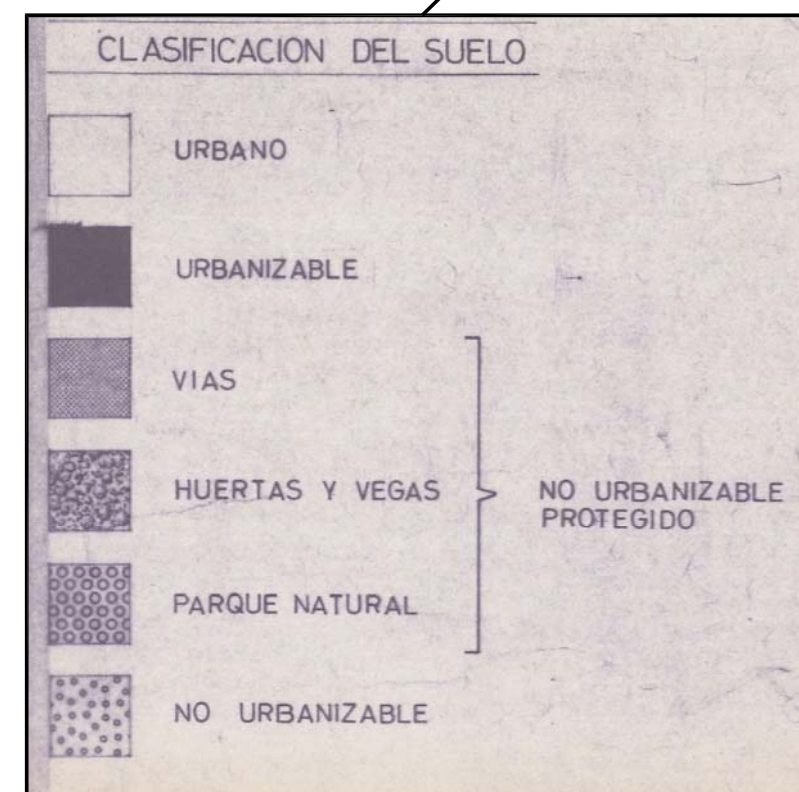 CLASIFICACION DEL SUELO
URBANO
URBANIZABLE
VIAS
HUERTAS Y VEGAS
PARQUE NATURAL
NO URBANIZABLE
PROTEGIDO
NO URBANIZABLE